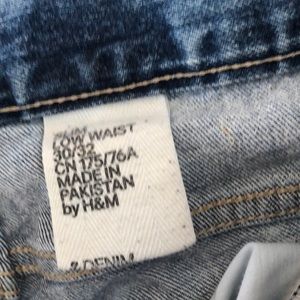 SLIM
LOW WAIST
30/32
CN 175/76A
MADE IN
PAKISTAN
by H&M
&DENIM